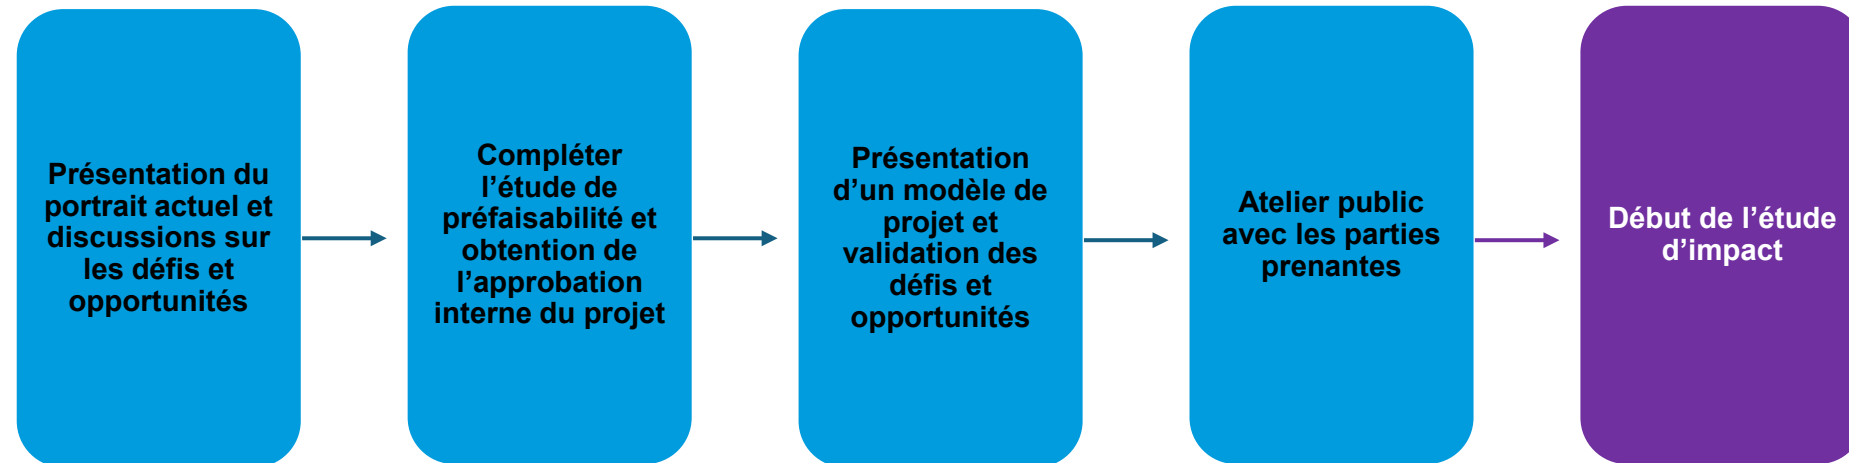 Présentation du
portrait actuel et
discussions sur
les défis et
opportunités
Compléter
l’étude de
préfaisabilité et
obtention de
l’approbation
interne du projet
Présentation
d’un modèle de
projet et
validation des
défis et
opportunités
Atelier public
avec les parties
prenantes
Début de l’étude
d’impact